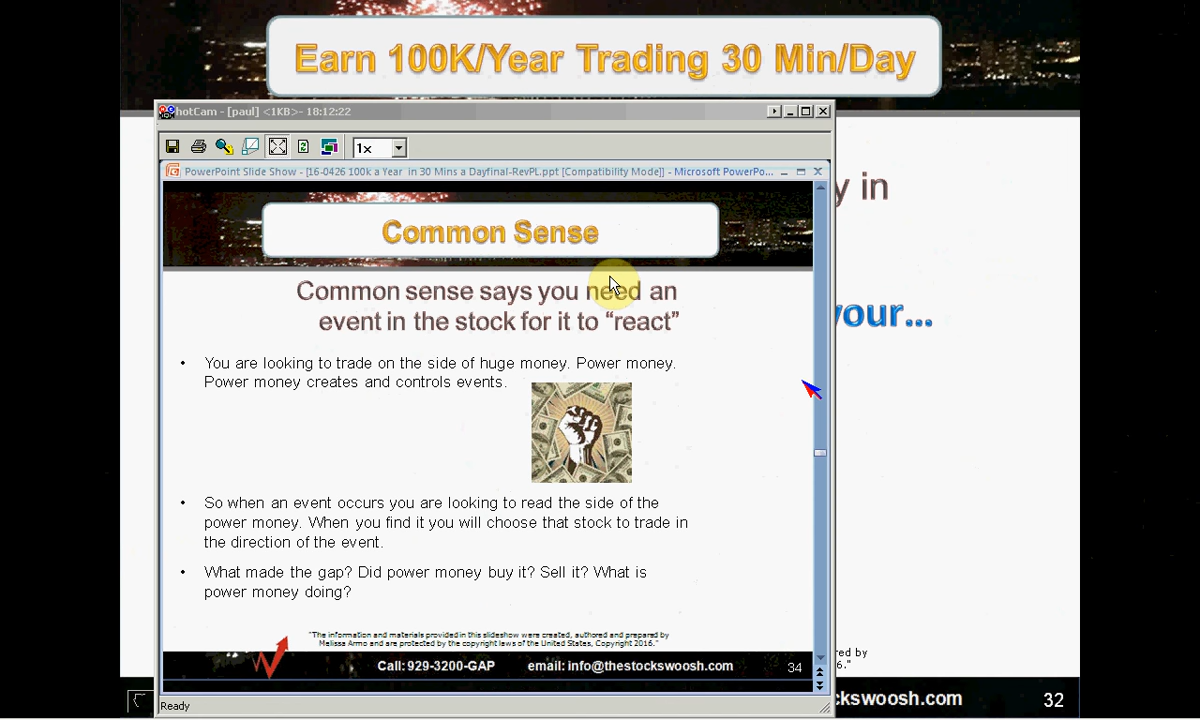 Earn 100K/Year Trading 30 Min/Day
hotCam - [paul] <1KB>- 18:12:22
1x
PowerPoint Slide Show - [16-0426 100k a Year in 30 Mins a Dayfinal-RevPL.ppt [Compatibility Mode]] - Microsoft PowerPo...
Common Sense
y in
Common sense says you need an
event in the stock for it to “react”
your...
• You are looking to trade on the side of huge money. Power money.
Power money creates and controls events.
• So when an event occurs you are looking to read the side of the
power money. When you find it you will choose that stock to trade in
the direction of the event.
• What made the gap? Did power money buy it? Sell it? What is
power money doing?
"The information and materials provided in this slideshow were created, authored and prepared by
Melissa Armo and are protected by the copyright laws of the United States, Copyright 2016."
red by
6."
Call: 929-3200-GAP email: info@thestockswoosh.com 34
ckswoosh.com 32
Ready